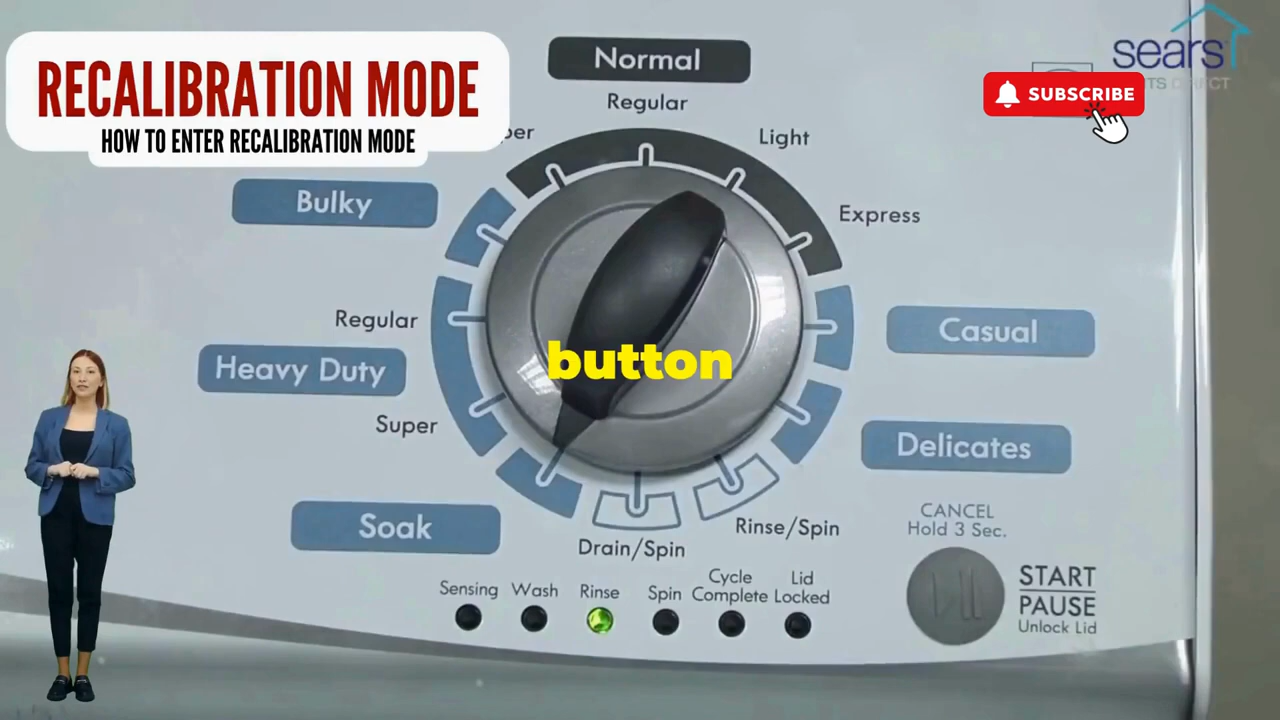 RECALIBRATION MODE
HOW TO ENTER RECALIBRATION MODE
sears
DIRECT
SUBSCRIBE
Normal
Regular
Light
Express
Bulky
Regular
Heavy Duty
Super
Soak
Casual
Delicates
Rinse/Spin
Drain/Spin
button
CANCEL
Hold 3 Sec.
START
PAUSE
Unlock Lid
Sensing
Wash
Rinse
Spin
Cycle
Complete
Lid
Locked